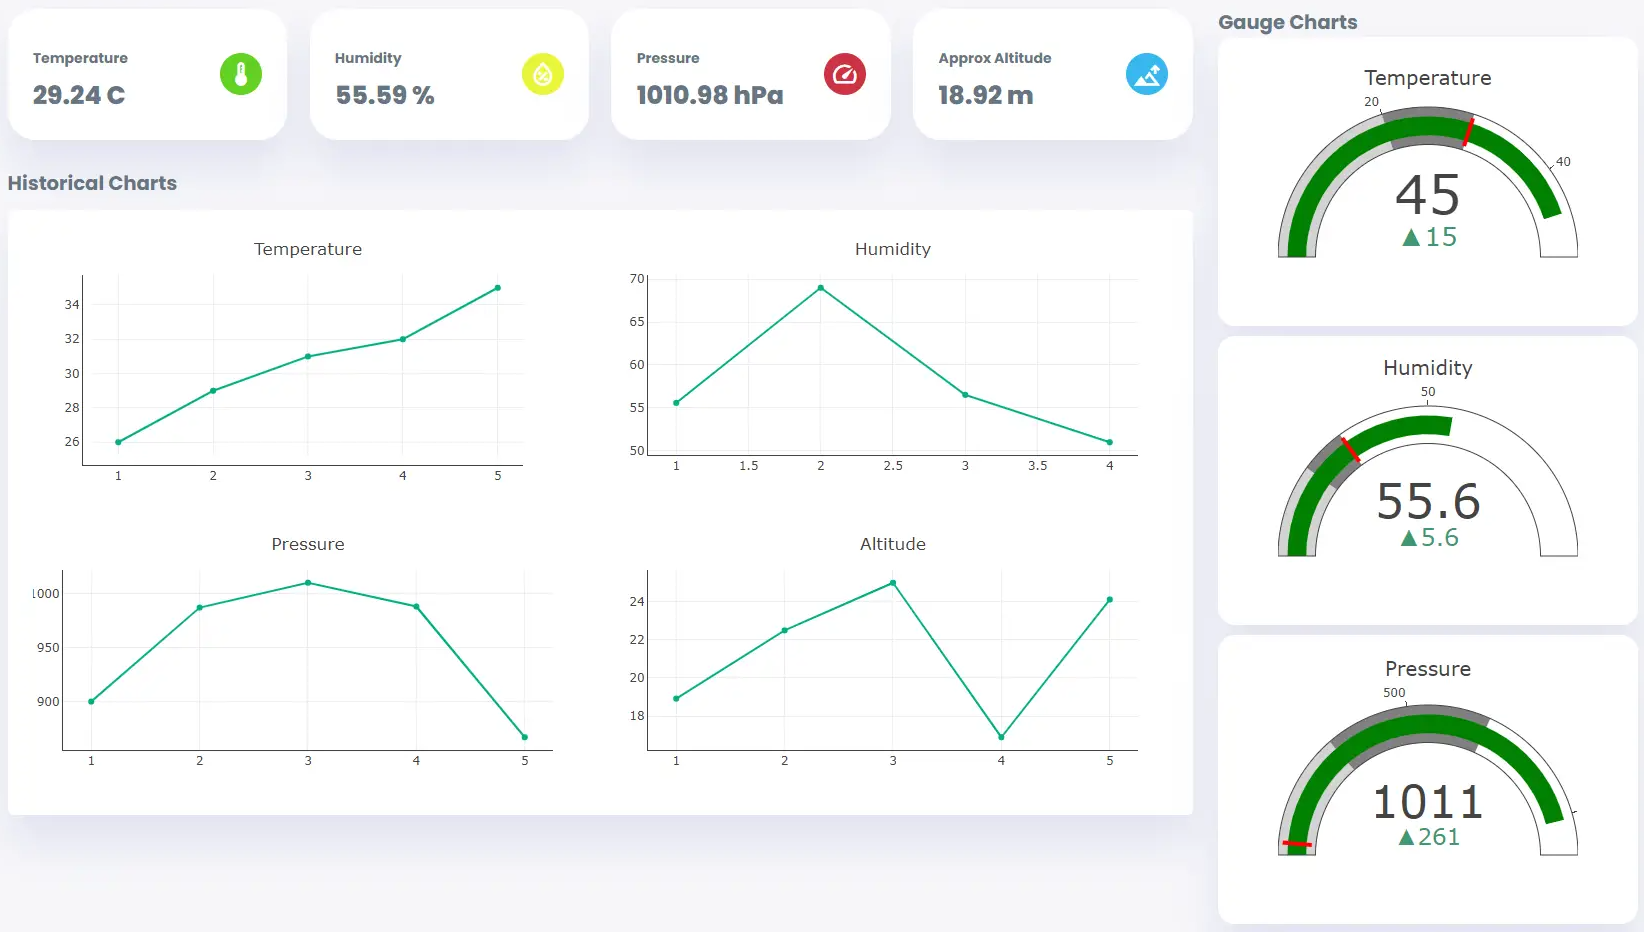 Temperature
29.24 C
Humidity
55.59 %
Pressure
1010.98 hPa
Approx Altitude
18.92 m
Historical Charts
Temperature
34
32
30
28
26
1 2 3 4 5
Humidity
70
65
60
55
50
1 1.5 2 2.5 3 3.5 4
Pressure
1000
950
900
1 2 3 4 5
Altitude
24
22
20
18
1 2 3 4 5
Gauge Charts
Temperature
20
40
45
▲15
Humidity
50
55.6
▲5.6
Pressure
500
1011
▲261